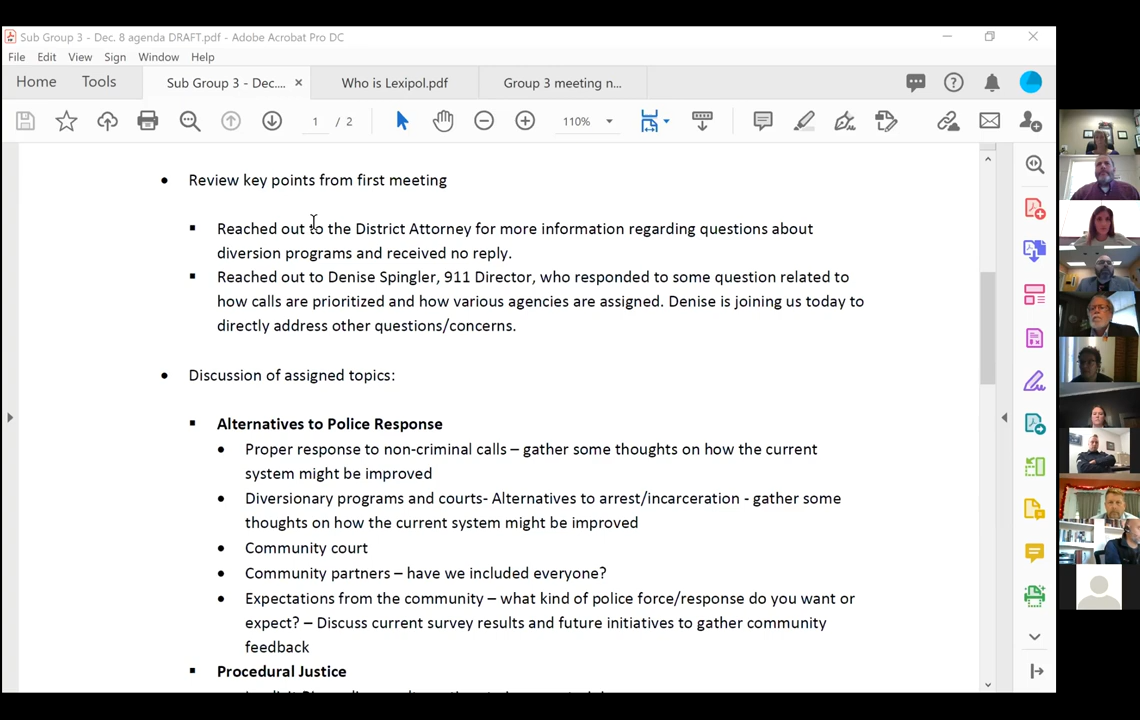 Sub Group 3 - Dec. 8 agenda DRAFT.pdf - Adobe Acrobat Pro DC
File Edit View Sign Window Help
Home Tools Sub Group 3 - Dec.... × Who is Lexipol.pdf Group 3 meeting n...
1 / 2 110%
• Review key points from first meeting
▪ Reached out to the District Attorney for more information regarding questions about
diversion programs and received no reply.
▪ Reached out to Denise Spingler, 911 Director, who responded to some question related to
how calls are prioritized and how various agencies are assigned. Denise is joining us today to
directly address other questions/concerns.
• Discussion of assigned topics:
▪ Alternatives to Police Response
• Proper response to non-criminal calls – gather some thoughts on how the current
system might be improved
• Diversionary programs and courts- Alternatives to arrest/incarceration - gather some
thoughts on how the current system might be improved
• Community court
• Community partners – have we included everyone?
• Expectations from the community – what kind of police force/response do you want or
expect? – Discuss current survey results and future initiatives to gather community
feedback
▪ Procedural Justice